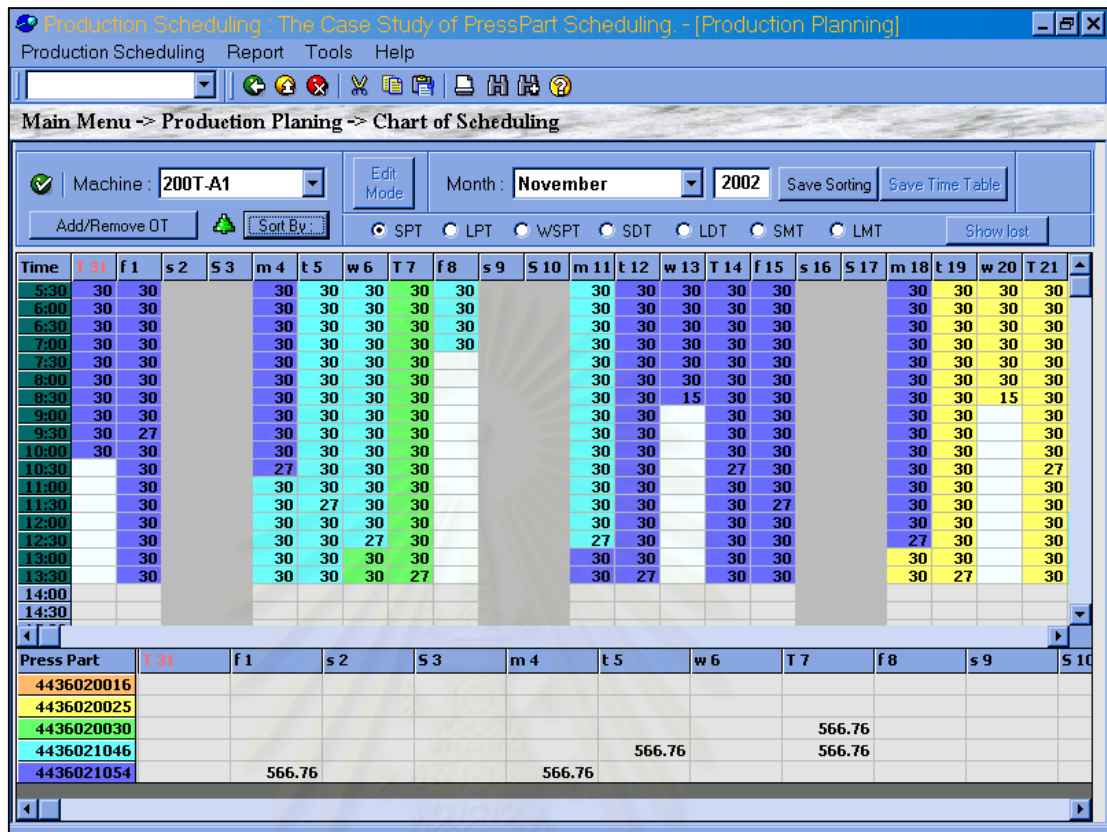 Production Scheduling : The Case Study of PressPart Scheduling. - [Production Planning]
Production Scheduling Report Tools Help
Main Menu -> Production Planing -> Chart of Scheduling
Machine : 200T-A1 Edit Mode Month : November 2002 Save Sorting Save Time Table
Add/Remove OT Sort By : SPT LPT WSPT SDT LDT SMT LMT Show lost
Time T 31 f 1 s 2 S 3 m 4 t 5 w 6 T 7 f 8 s 9 S 10 m 11 t 12 w 13 T 14 f 15 s 16 S 17 m 18 t 19 w 20 T 21
5:30 30 30 30 30 30 30 30 30 30 30 30 30 30 30 30 30
6:00 30 30 30 30 30 30 30 30 30 30 30 30 30 30 30 30
6:30 30 30 30 30 30 30 30 30 30 30 30 30 30 30 30 30
7:00 30 30 30 30 30 30 30 30 30 30 30 30 30 30 30 30
7:30 30 30 30 30 30 30 30 30 30 30 30 30 30 30 30
8:00 30 30 30 30 30 30 30 30 30 30 30 30 30 30 30
8:30 30 30 30 30 30 30 30 30 15 30 30 30 30 15 30
9:00 30 30 30 30 30 30 30 30 30 30 30 30 30
9:30 30 27 30 30 30 30 30 30 30 30 30 30 30
10:00 30 30 30 30 30 30 30 30 30 30 30 30 30
10:30 30 27 30 30 30 30 30 27 30 30 30 27
11:00 30 30 30 30 30 30 30 30 30 30 30 30
11:30 30 30 27 30 30 30 30 30 27 30 30 30
12:00 30 30 30 30 30 30 30 30 30 30 30 30
12:30 30 30 30 27 30 27 30 30 30 27 30 30
13:00 30 30 30 30 30 30 30 30 30 30 30 30
13:30 30 30 30 30 27 30 27 30 30 30 27 30
14:00
14:30
Press Part T 31 f 1 s 2 S 3 m 4 t 5 w 6 T 7 f 8 s 9 S 10
4436020016
4436020025
4436020030 566.76
4436021046 566.76 566.76
4436021054 566.76 566.76